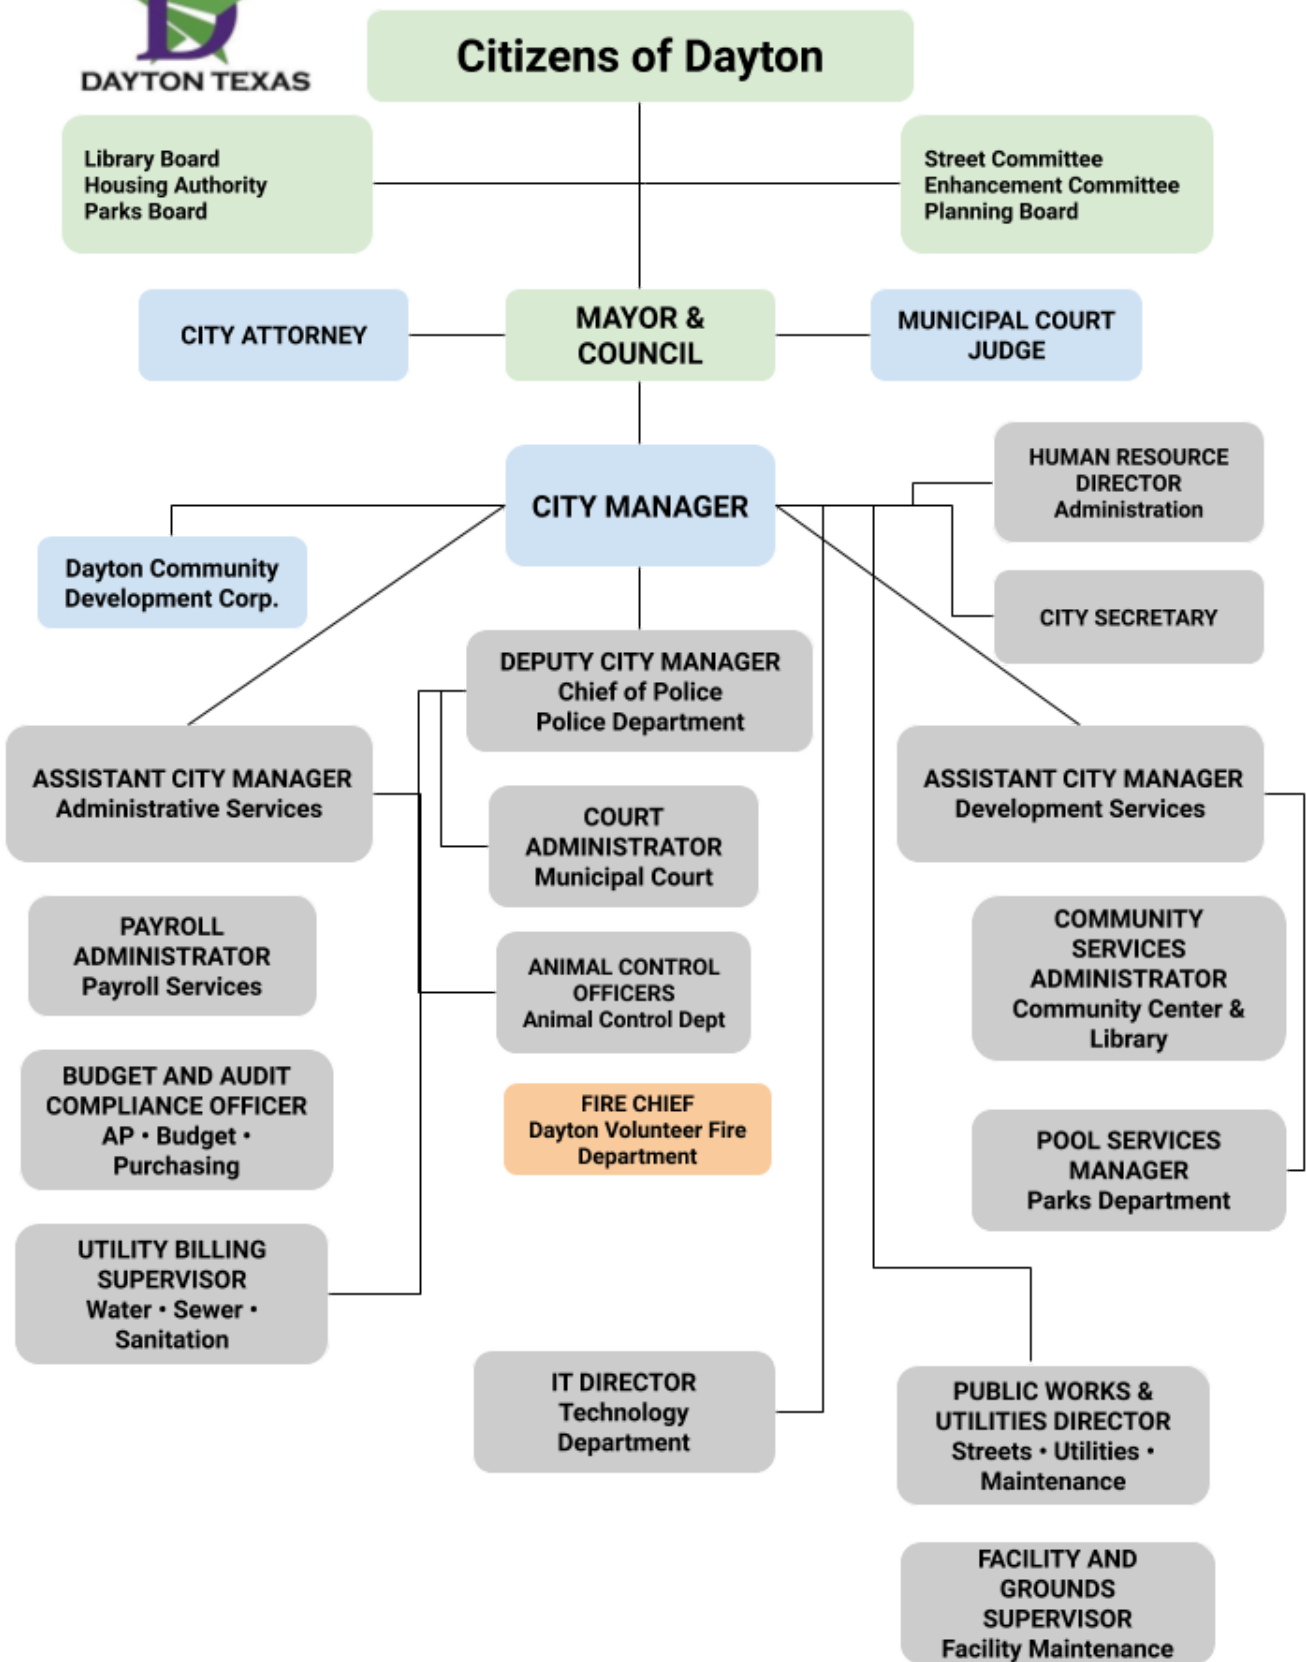 DAYTON TEXAS
Citizens of Dayton
Library Board
Housing Authority
Parks Board
Street Committee
Enhancement Committee
Planning Board
CITY ATTORNEY
MAYOR &
COUNCIL
MUNICIPAL COURT
JUDGE
CITY MANAGER
HUMAN RESOURCE
DIRECTOR
Administration
Dayton Community
Development Corp.
CITY SECRETARY
DEPUTY CITY MANAGER
Chief of Police
Police Department
ASSISTANT CITY MANAGER
Administrative Services
ASSISTANT CITY MANAGER
Development Services
COURT
ADMINISTRATOR
Municipal Court
PAYROLL
ADMINISTRATOR
Payroll Services
ANIMAL CONTROL
OFFICERS
Animal Control Dept
COMMUNITY
SERVICES
ADMINISTRATOR
Community Center &
Library
BUDGET AND AUDIT
COMPLIANCE OFFICER
AP • Budget •
Purchasing
FIRE CHIEF
Dayton Volunteer Fire
Department
POOL SERVICES
MANAGER
Parks Department
UTILITY BILLING
SUPERVISOR
Water • Sewer •
Sanitation
IT DIRECTOR
Technology
Department
PUBLIC WORKS &
UTILITIES DIRECTOR
Streets • Utilities •
Maintenance
FACILITY AND
GROUNDS
SUPERVISOR
Facility Maintenance